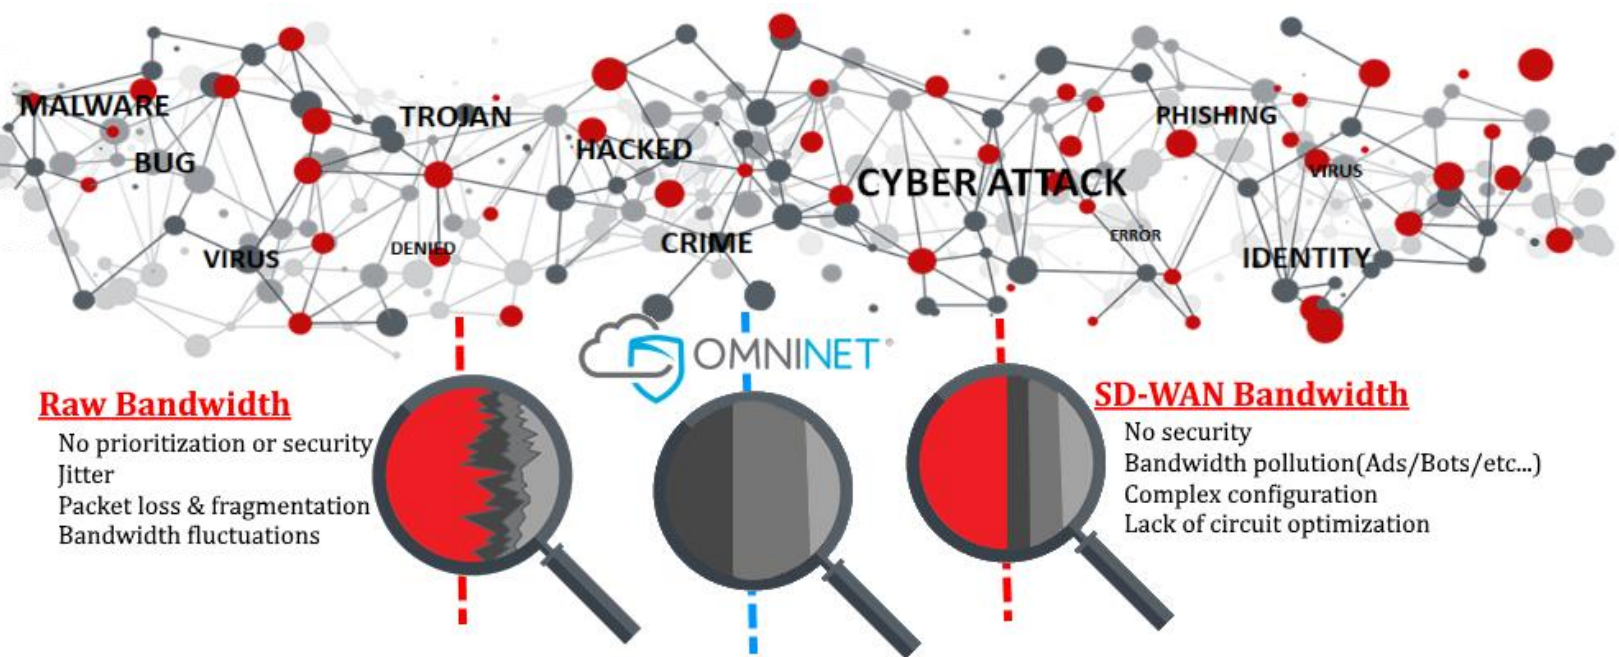 MALWARE
TROJAN
PHISHING
HACKED
BUG
CYBER ATTACK
VIRUS
VIRUS
DENIED
CRIME
ERROR
IDENTITY
OMNINET
Raw Bandwidth
No prioritization or security
Jitter
Packet loss & fragmentation
Bandwidth fluctuations
SD-WAN Bandwidth
No security
Bandwidth pollution(Ads/Bots/etc...)
Complex configuration
Lack of circuit optimization